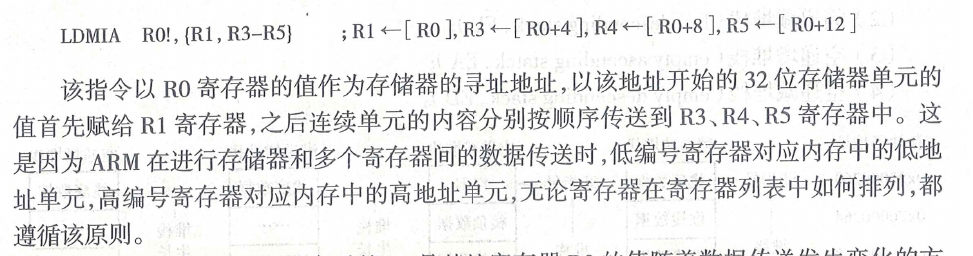 LDMIA R0!, {R1, R3-R5} ;R1←[R0],R3←[R0+4],R4←[R0+8],R5←[R0+12]
该指令以 R0 寄存器的值作为存储器的寻址地址,以该地址开始的 32 位存储器单元的
值首先赋给 R1 寄存器,之后连续单元的内容分别按顺序传送到 R3、R4、R5 寄存器中。这
是因为 ARM 在进行存储器和多个寄存器间的数据传送时,低编号寄存器对应内存中的低地
址单元,高编号寄存器对应内存中的高地址单元,无论寄存器在寄存器列表中如何排列,都
遵循该原则。